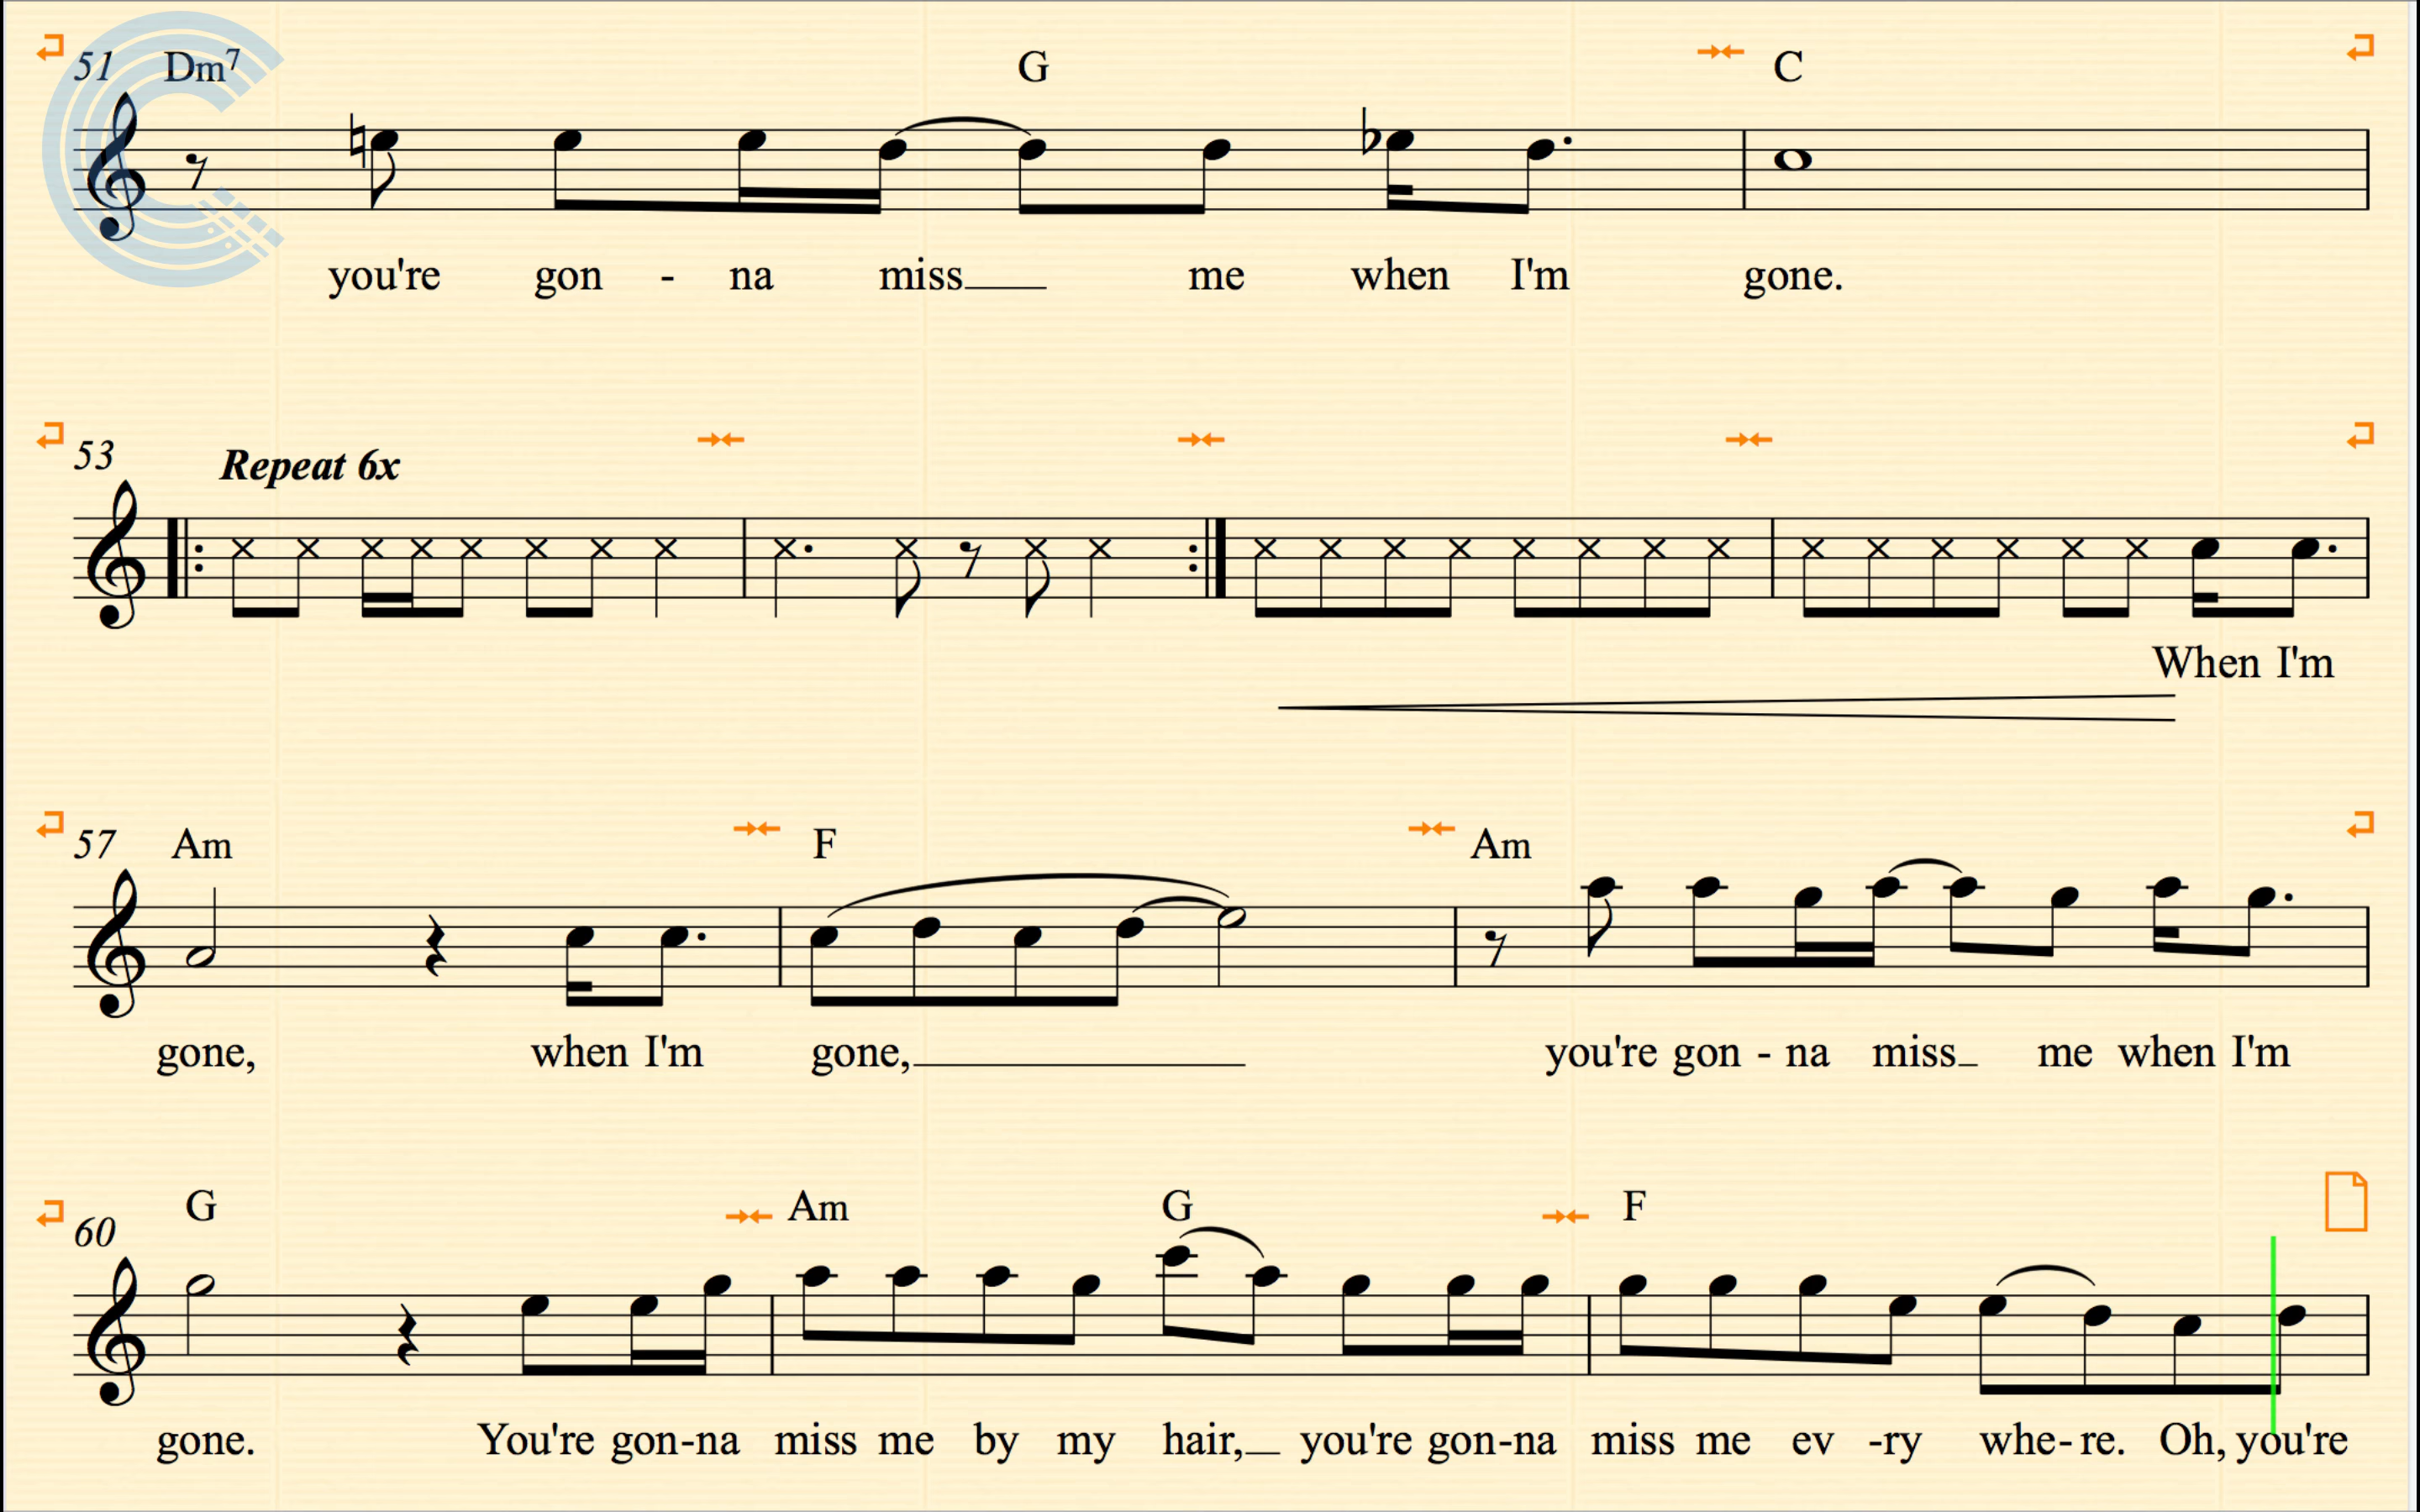 51 Dm7 G C
you're gon - na miss me when I'm gone.
53 Repeat 6x
When I'm
57 Am F Am
gone, when I'm gone, you're gon - na miss me when I'm
60 G Am G F
gone. You're gon-na miss me by my hair, you're gon-na miss me ev -ry whe- re. Oh, you're